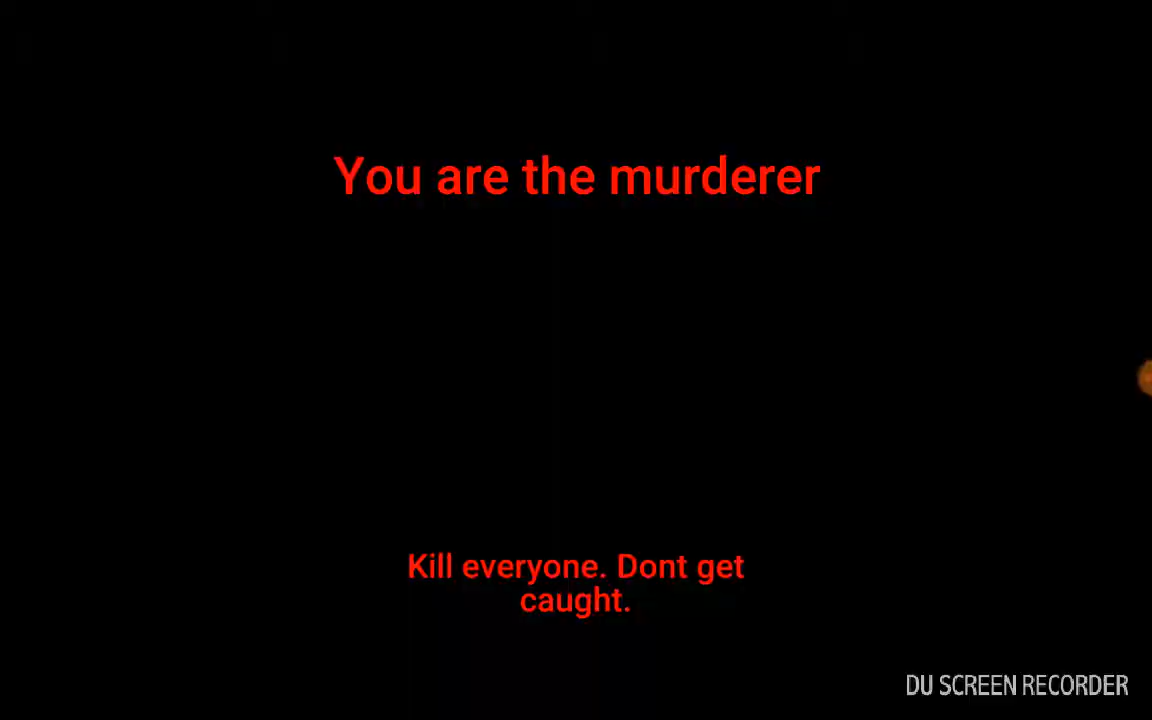 You are the murderer
Kill everyone. Dont get
caught.
DU SCREEN RECORDER